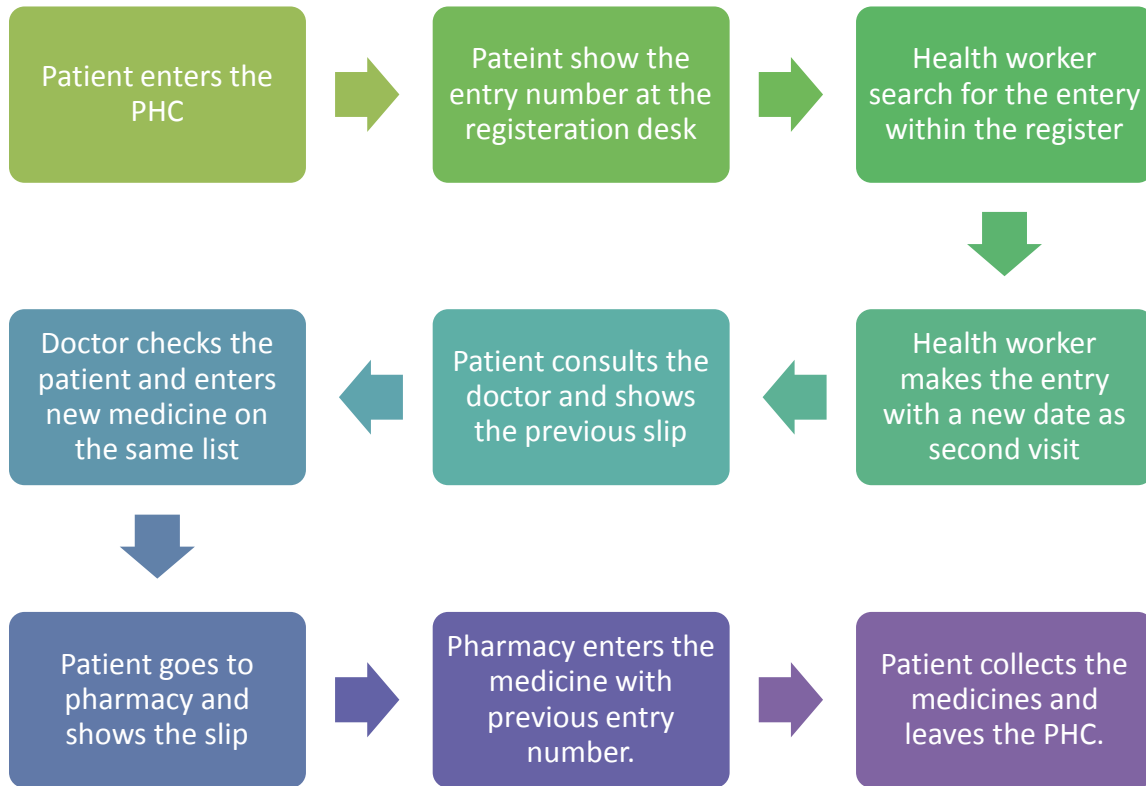 Patient enters the
PHC
Pateint show the
entry number at the
registeration desk
Health worker
search for the entery
within the register
Health worker
makes the entry
with a new date as
second visit
Patient consults the
doctor and shows
the previous slip
Doctor checks the
patient and enters
new medicine on
the same list
Patient goes to
pharmacy and
shows the slip
Pharmacy enters the
medicine with
previous entry
number.
Patient collects the
medicines and
leaves the PHC.